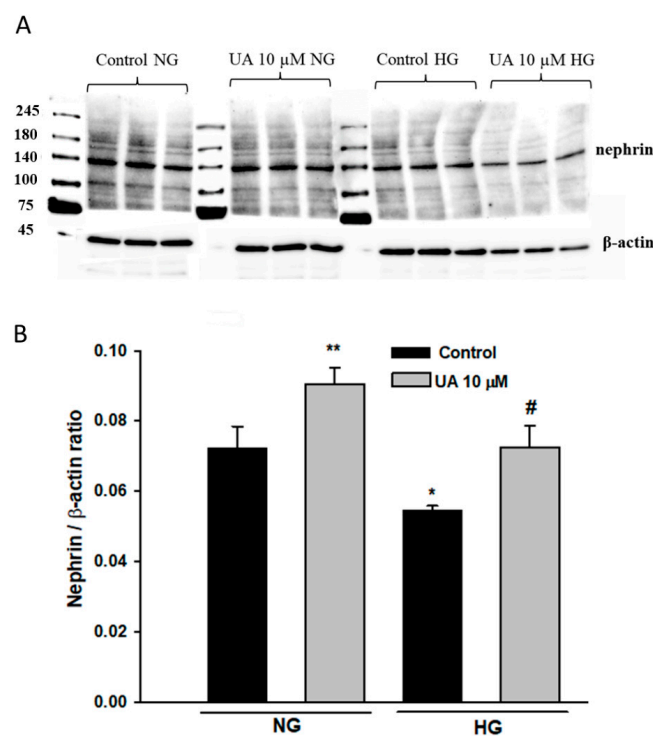 A
Control NG
UA 10 µM NG
Control HG
UA 10 µM HG
245
180
140
100
75
45
nephrin
β-actin
B
Nephrin / β-actin ratio
0.10
0.08
0.06
0.04
0.02
0.00
**
*
#
Control
UA 10 µM
NG
HG